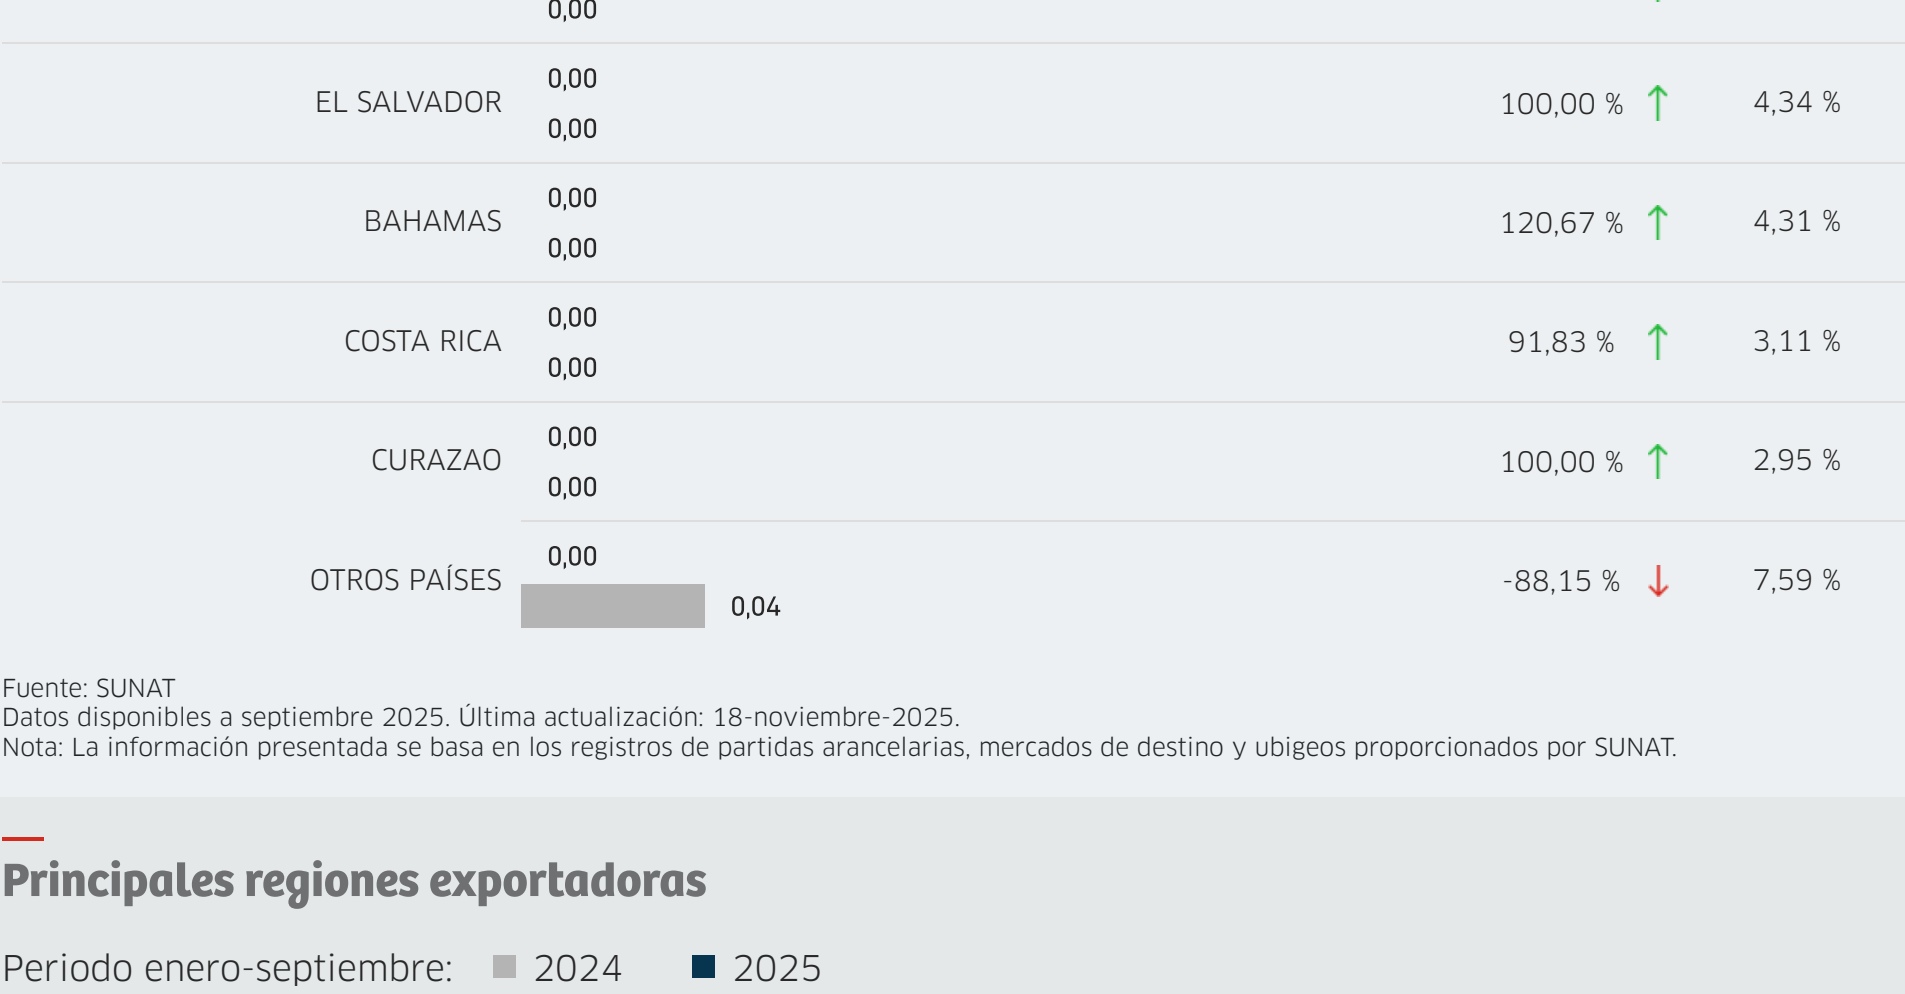 0,00
0,00
EL SALVADOR 100,00 % ↑ 4,34 %
0,00
0,00
BAHAMAS 120,67 % ↑ 4,31 %
0,00
0,00
COSTA RICA 91,83 % ↑ 3,11 %
0,00
0,00
CURAZAO 100,00 % ↑ 2,95 %
0,00
0,00
OTROS PAÍSES -88,15 % ↓ 7,59 %
0,04
Fuente: SUNAT
Datos disponibles a septiembre 2025. Última actualización: 18-noviembre-2025.
Nota: La información presentada se basa en los registros de partidas arancelarias, mercados de destino y ubigeos proporcionados por SUNAT.
Principales regiones exportadoras
Periodo enero-septiembre: 2024 2025